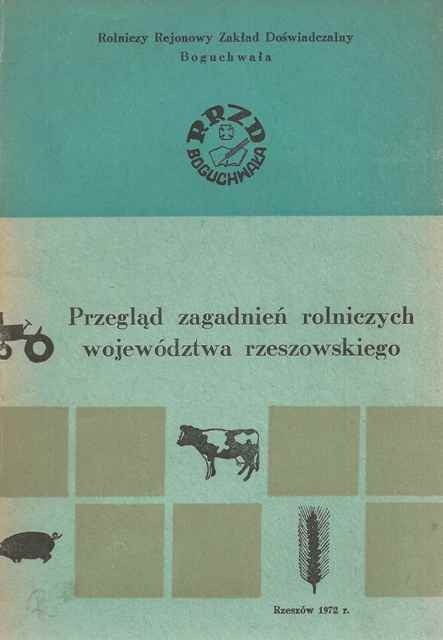 Rolniczy Rejonowy Zakład Doświadczalny
Boguchwała
RRZD
BOGUCHWAŁA
Przegląd zagadnień rolniczych
województwa rzeszowskiego
Rzeszów 1972 r.